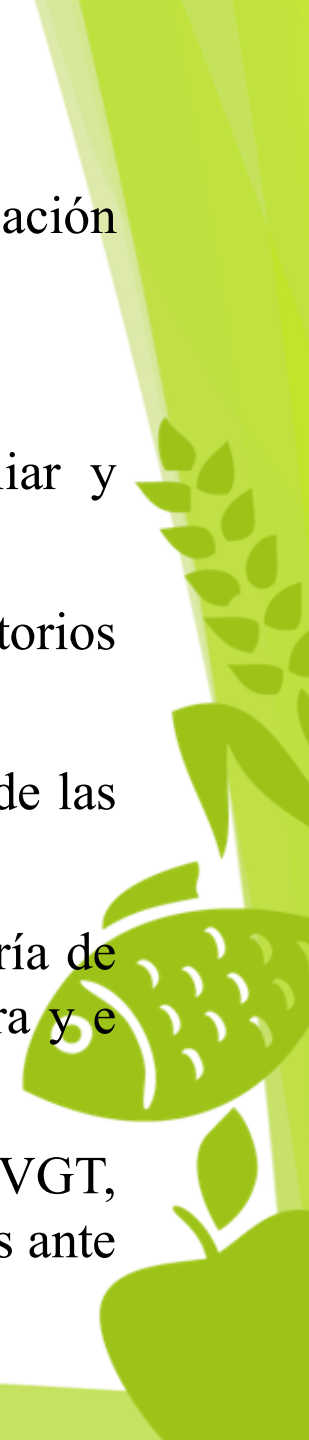 ación
iar y
torios
de las
ría de
ra y e
VGT,
s ante